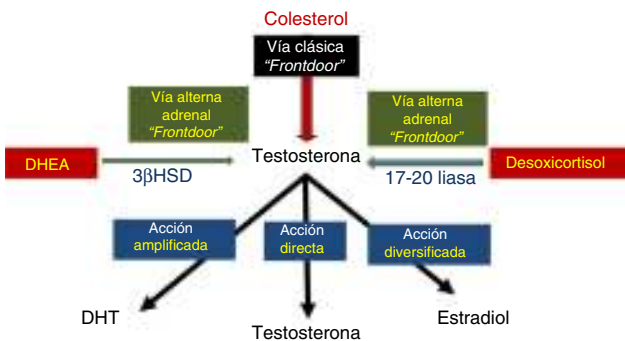 Colesterol
Vía clásica
“Frontdoor”
Vía alterna
adrenal
“Frontdoor”
Vía alterna
adrenal
“Frontdoor”
DHEA
3βHSD
Testosterona
17-20 liasa
Desoxicortisol
Acción
amplificada
Acción
directa
Acción
diversificada
DHT
Testosterona
Estradiol